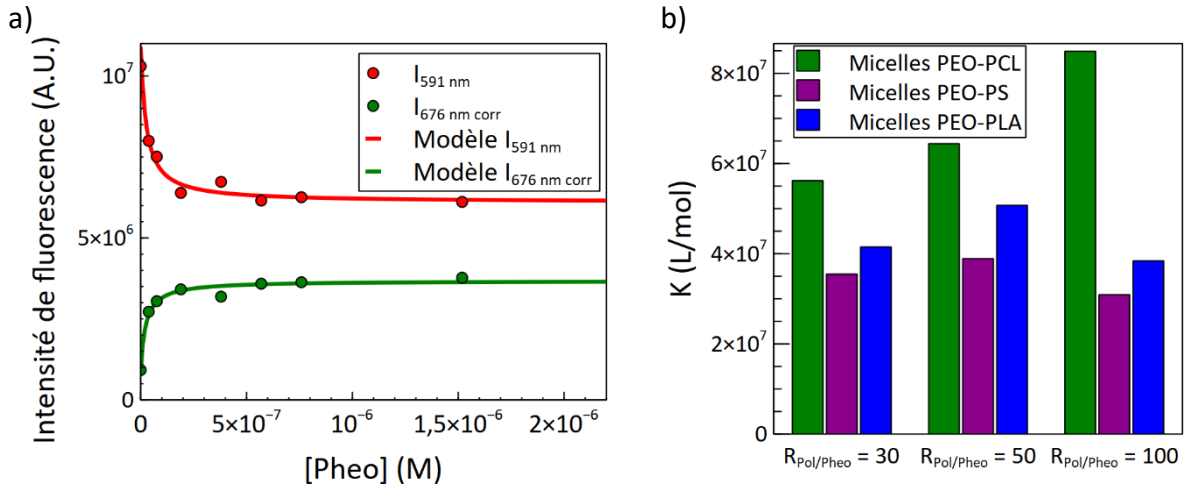 a)
Intensité de fluorescence (A.U.)
10⁷
5×10⁶
0
I₅₉₁ ₙₘ
I₆₇₆ ₙₘ corr
Modèle I₅₉₁ ₙₘ
Modèle I₆₇₆ ₙₘ corr
0 5×10⁻⁷ 10⁻⁶ 1,5×10⁻⁶ 2×10⁻⁶
[Pheo] (M)
b)
K (L/mol)
8×10⁷
6×10⁷
4×10⁷
2×10⁷
0
Micelles PEO-PCL
Micelles PEO-PS
Micelles PEO-PLA
R Pol/Pheo = 30 R Pol/Pheo = 50 R Pol/Pheo = 100